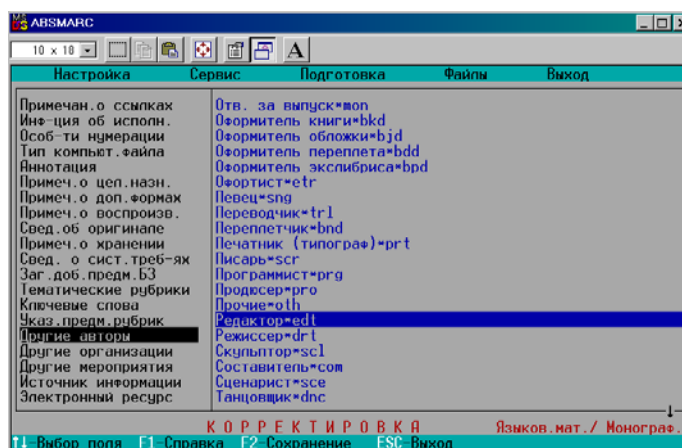 ABSMARC
10 x 18
A
Настройка Сервис Подготовка Файлы Выход
Примечан.о ссылках
Инф-ция об исполн.
Особ-ти нумерации
Тип компьют.файла
Аннотация
Примеч.о цел.назн.
Примеч.о доп.формах
Примеч.о воспроизв.
Свед.об оригинале
Примеч.о хранении
Свед. о сист.треб-ях
Заг.доб.предм.БЗ
Тематические рубрики
Ключевые слова
Указ.предм.рубрик
Другие авторы
Другие организации
Другие мероприятия
Источник информации
Электронный ресурс
Отв. за выпуск*mon
Оформитель книги*bkd
Оформитель обложки*bjd
Оформитель переплета*bdd
Оформитель экслибриса*bpd
Офортист*etr
Певец*sng
Переводчик*trl
Переплетчик*bnd
Печатник (типограф)*prt
Писарь*scr
Программист*prg
Продюсер*pro
Прочие*oth
Редактор*edt
Режиссер*drt
Скульптор*scl
Составитель*com
Сценарист*sce
Танцовщик*dnc
КОРРЕКТИРОВКА Языков.мат./ Монограф.
↑↓-Выбор поля F1-Справка F2-Сохранение ESC-Выход